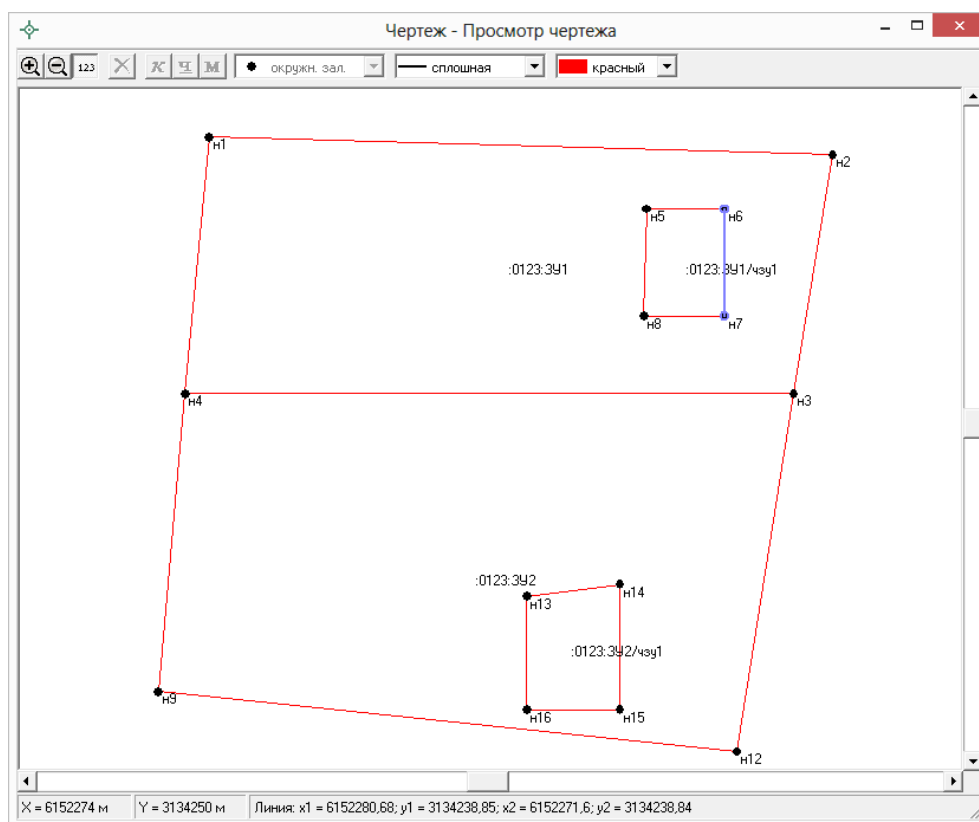 Чертеж - Просмотр чертежа
123 К Ч М окружн. зал. сплошная красный
н1
н2
н5 н6
:0123:ЗУ1 :0123:ЗУ1/чзу1
н8 н7
н4 н3
:0123:ЗУ2
н13 н14
:0123:ЗУ2/чзу1
н9
н16 н15
н12
X = 6152274 м Y = 3134250 м Линия: x1 = 6152280,68; y1 = 3134238,85; x2 = 6152271,6; y2 = 3134238,84